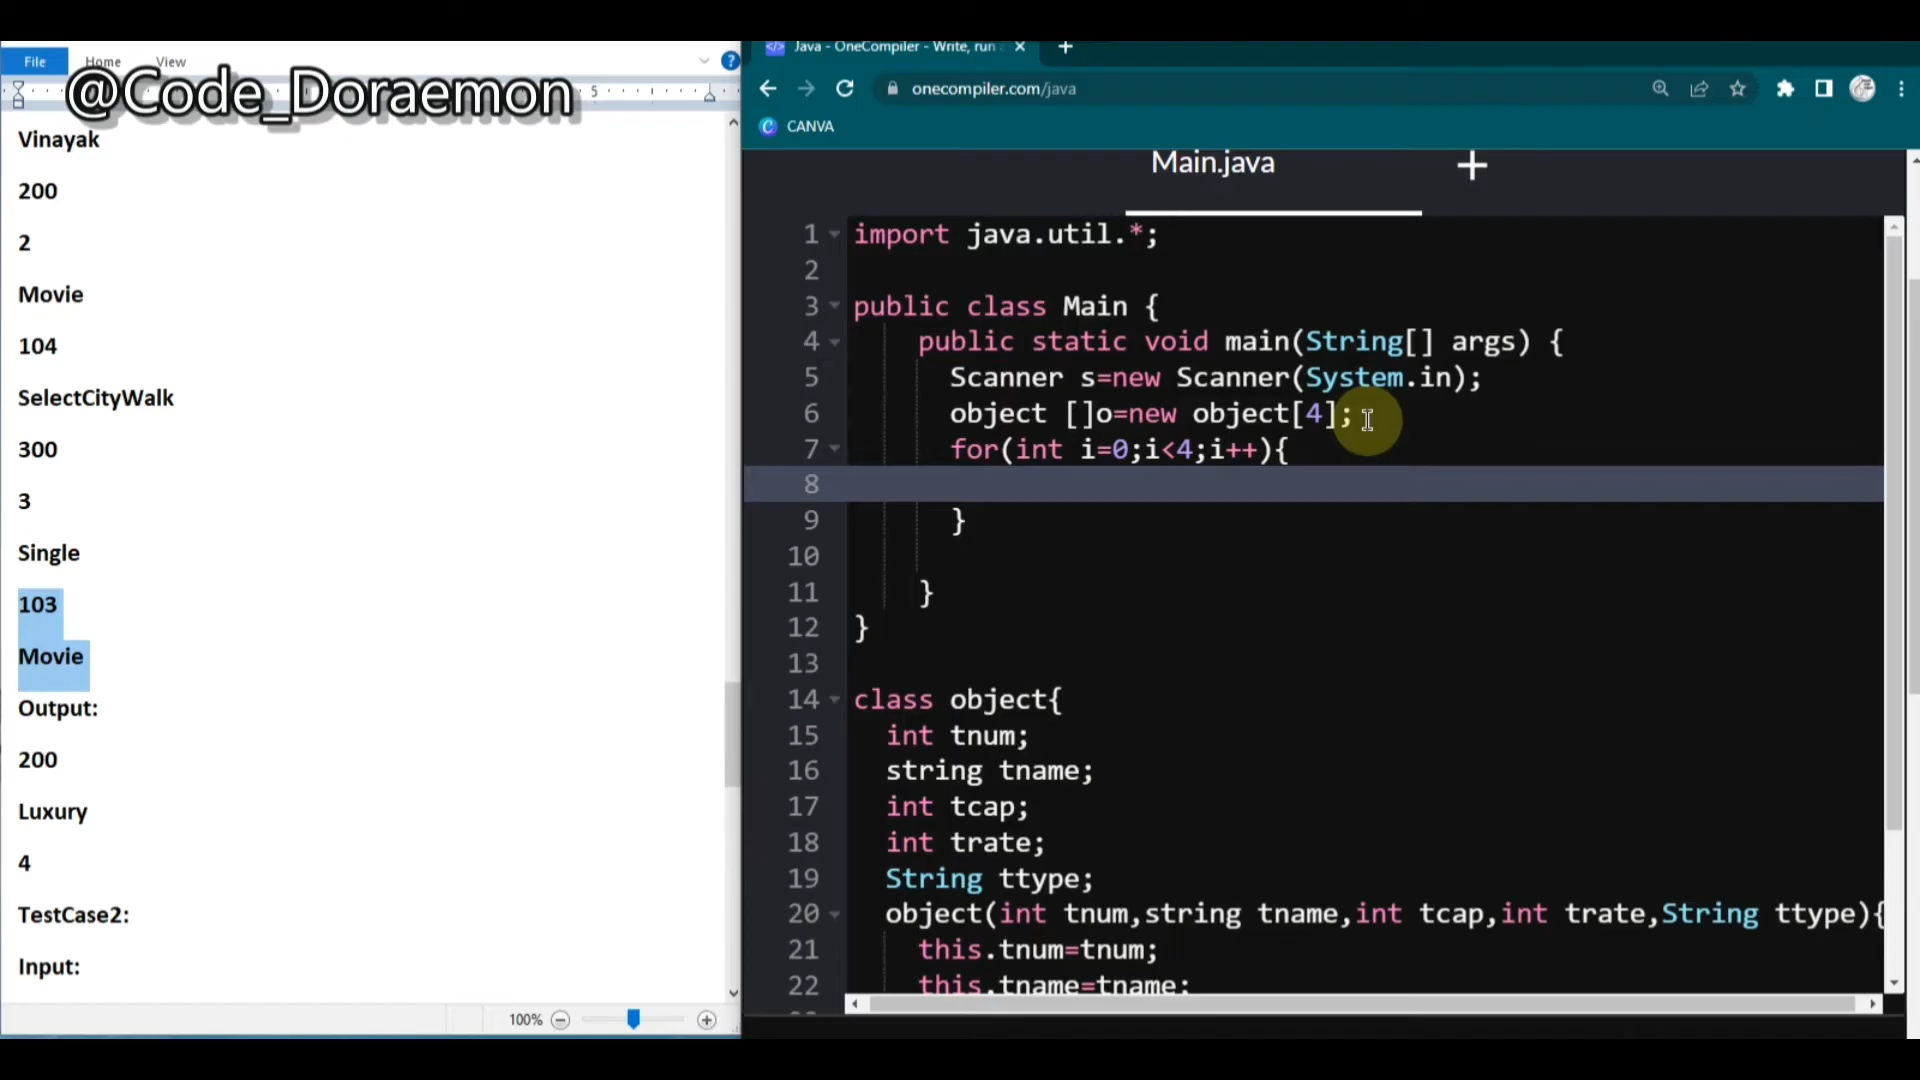 File Home View
@Code_Doraemon
5
Vinayak
200
2
Movie
104
SelectCityWalk
300
3
Single
103
Movie
Output:
200
Luxury
4
TestCase2:
Input:
100%
Java - OneCompiler - Write, run
onecompiler.com/java
CANVA
Main.java
1 import java.util.*;
2
3 public class Main {
4 public static void main(String[] args) {
5 Scanner s=new Scanner(System.in);
6 object []o=new object[4];
7 for(int i=0;i<4;i++){
8
9 }
10
11 }
12 }
13
14 class object{
15 int tnum;
16 string tname;
17 int tcap;
18 int trate;
19 String ttype;
20 object(int tnum,string tname,int tcap,int trate,String ttype){
21 this.tnum=tnum;
22 this.tname=tname;